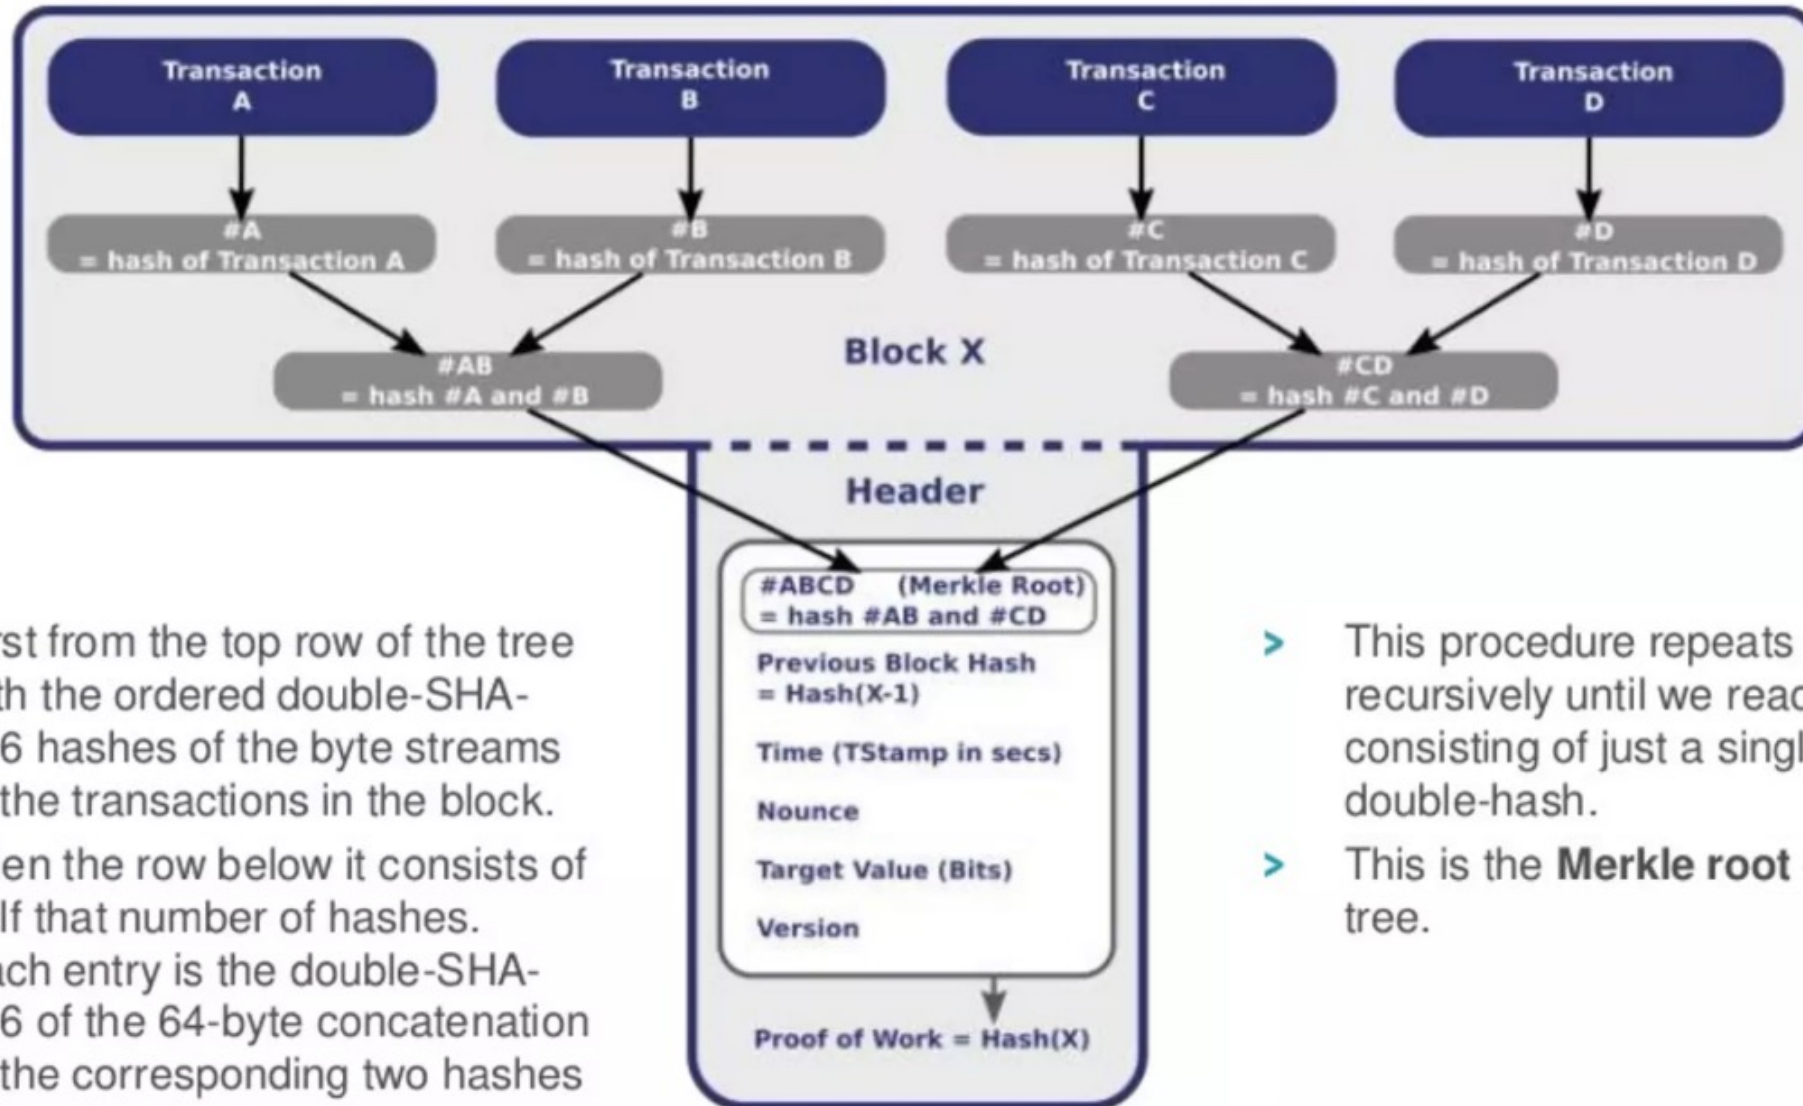 Transaction
A
Transaction
B
Transaction
C
Transaction
D
#A
= hash of Transaction A
#B
= hash of Transaction B
#C
= hash of Transaction C
#D
= hash of Transaction D
#AB
= hash #A and #B
Block X
#CD
= hash #C and #D
Header
#ABCD (Merkle Root)
= hash #AB and #CD
Previous Block Hash
= Hash(X-1)
Time (TStamp in secs)
Nounce
Target Value (Bits)
Version
Proof of Work = Hash(X)
rst from the top row of the tree
th the ordered double-SHA-
6 hashes of the byte streams
the transactions in the block.
en the row below it consists of
lf that number of hashes.
ach entry is the double-SHA-
6 of the 64-byte concatenation
the corresponding two hashes
> This procedure repeats
recursively until we reac
consisting of just a singl
double-hash.
> This is the Merkle root
tree.